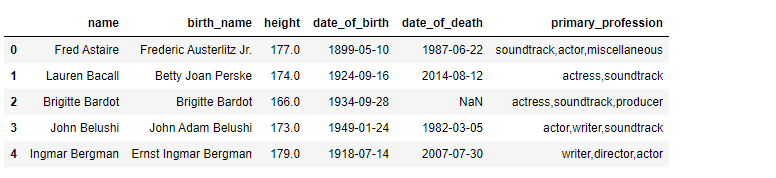 name birth_name height date_of_birth date_of_death primary_profession
0 Fred Astaire Frederic Austerlitz Jr. 177.0 1899-05-10 1987-06-22 soundtrack,actor,miscellaneous
1 Lauren Bacall Betty Joan Perske 174.0 1924-09-16 2014-08-12 actress,soundtrack
2 Brigitte Bardot Brigitte Bardot 166.0 1934-09-28 NaN actress,soundtrack,producer
3 John Belushi John Adam Belushi 173.0 1949-01-24 1982-03-05 actor,writer,soundtrack
4 Ingmar Bergman Ernst Ingmar Bergman 179.0 1918-07-14 2007-07-30 writer,director,actor